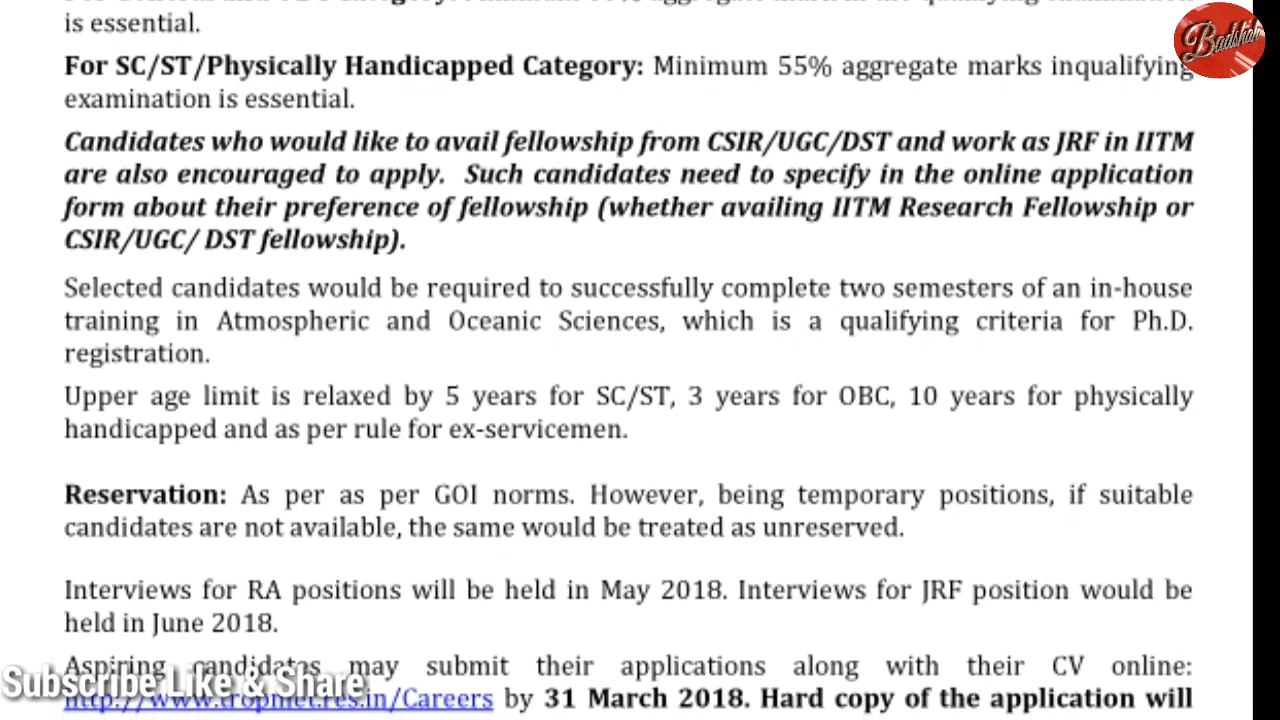 is essential.
For SC/ST/Physically Handicapped Category: Minimum 55% aggregate marks inqualifying
examination is essential.
Candidates who would like to avail fellowship from CSIR/UGC/DST and work as JRF in IITM
are also encouraged to apply.  Such candidates need to specify in the online application
form about their preference of fellowship (whether availing IITM Research Fellowship or
CSIR/UGC/ DST fellowship).
Selected candidates would be required to successfully complete two semesters of an in-house
training in Atmospheric and Oceanic Sciences, which is a qualifying criteria for Ph.D.
registration.
Upper age limit is relaxed by 5 years for SC/ST, 3 years for OBC, 10 years for physically
handicapped and as per rule for ex-servicemen.
Reservation: As per as per GOI norms. However, being temporary positions, if suitable
candidates are not available, the same would be treated as unreserved.
Interviews for RA positions will be held in May 2018. Interviews for JRF position would be
held in June 2018.
Aspiring candidates may submit their applications along with their CV online:
http://www.tropmet.res.in/Careers by 31 March 2018. Hard copy of the application will
Subscribe Like & Share
Badshah